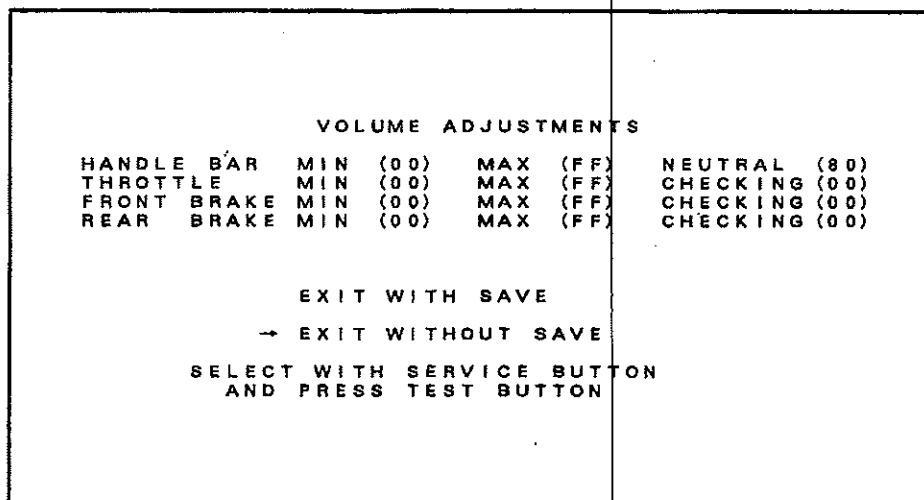 VOLUME ADJUSTMENTS
HANDLE BAR MIN (00) MAX (FF) NEUTRAL (80)
THROTTLE MIN (00) MAX (FF) CHECKING (00)
FRONT BRAKE MIN (00) MAX (FF) CHECKING (00)
REAR BRAKE MIN (00) MAX (FF) CHECKING (00)
EXIT WITH SAVE
→ EXIT WITHOUT SAVE
SELECT WITH SERVICE BUTTON
AND PRESS TEST BUTTON